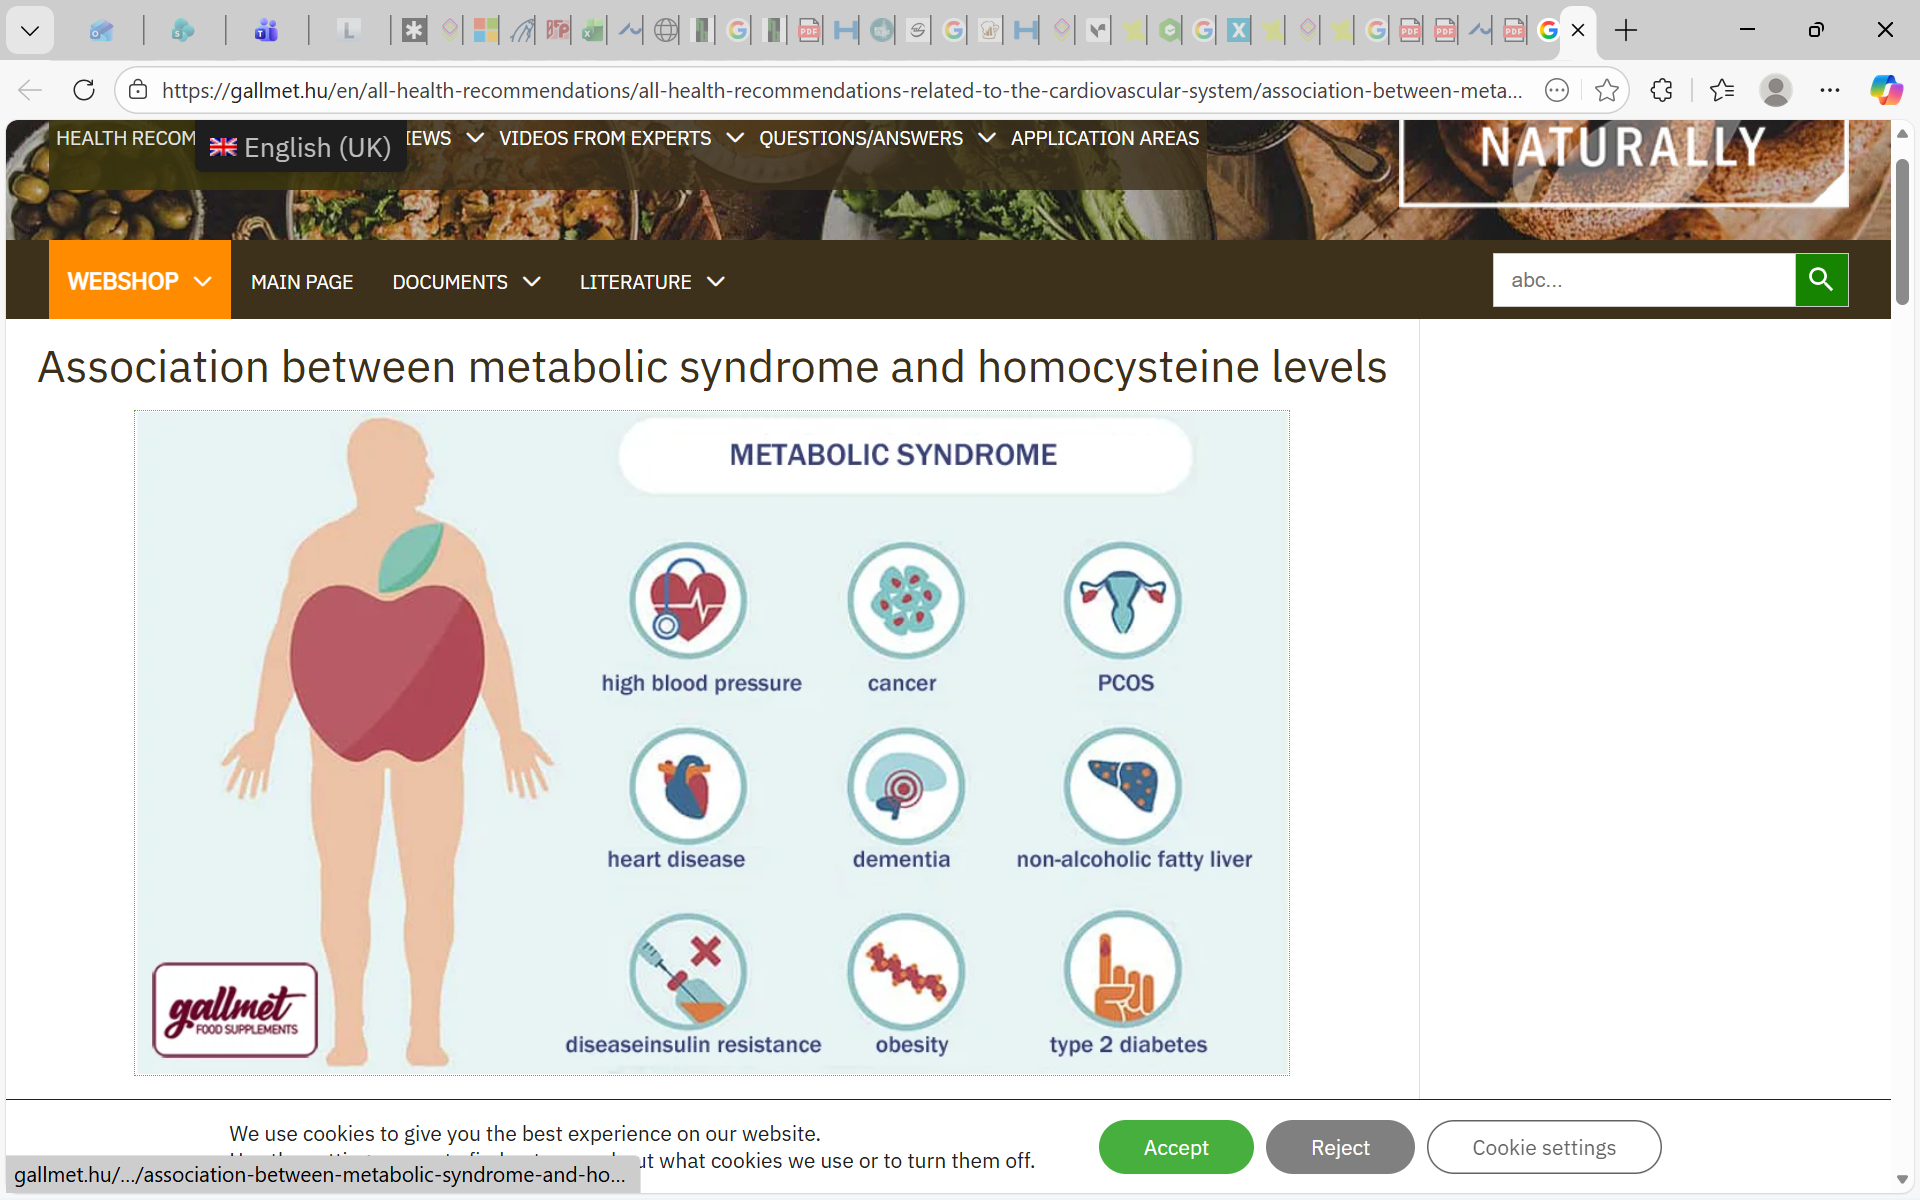 https://gallmet.hu/en/all-health-recommendations/all-health-recommendations-related-to-the-cardiovascular-system/association-between-meta...
HEALTH RECOM
English (UK)
IEWS
VIDEOS FROM EXPERTS
QUESTIONS/ANSWERS
APPLICATION AREAS
NATURALLY
WEBSHOP
MAIN PAGE
DOCUMENTS
LITERATURE
abc...
Association between metabolic syndrome and homocysteine levels
METABOLIC SYNDROME
high blood pressure
cancer
PCOS
heart disease
dementia
non-alcoholic fatty liver
diseaseinsulin resistance
obesity
type 2 diabetes
gallmet
FOOD SUPPLEMENTS
We use cookies to give you the best experience on our website.
ut what cookies we use or to turn them off.
Accept
Reject
Cookie settings
gallmet.hu/.../association-between-metabolic-syndrome-and-ho...